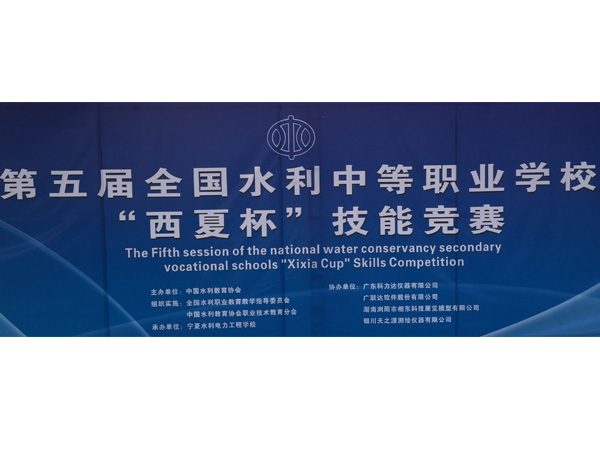 第五届全国水利中等职业学校
“西夏杯”技能竞赛
The Fifth session of the national water conservancy secondary
vocational schools "Xixia Cup" Skills Competition
主办单位：中国水利教育协会
组织实施：全国水利职业教育教学指导委员会
中国水利教育协会职业技术教育分会
承办单位：宁夏水利电力工程学校
协办单位：广东科力达仪器有限公司
广联达软件股份有限公司
湖南浏阳市相东科技展宝模型有限公司
银川天之源测绘仪器有限公司